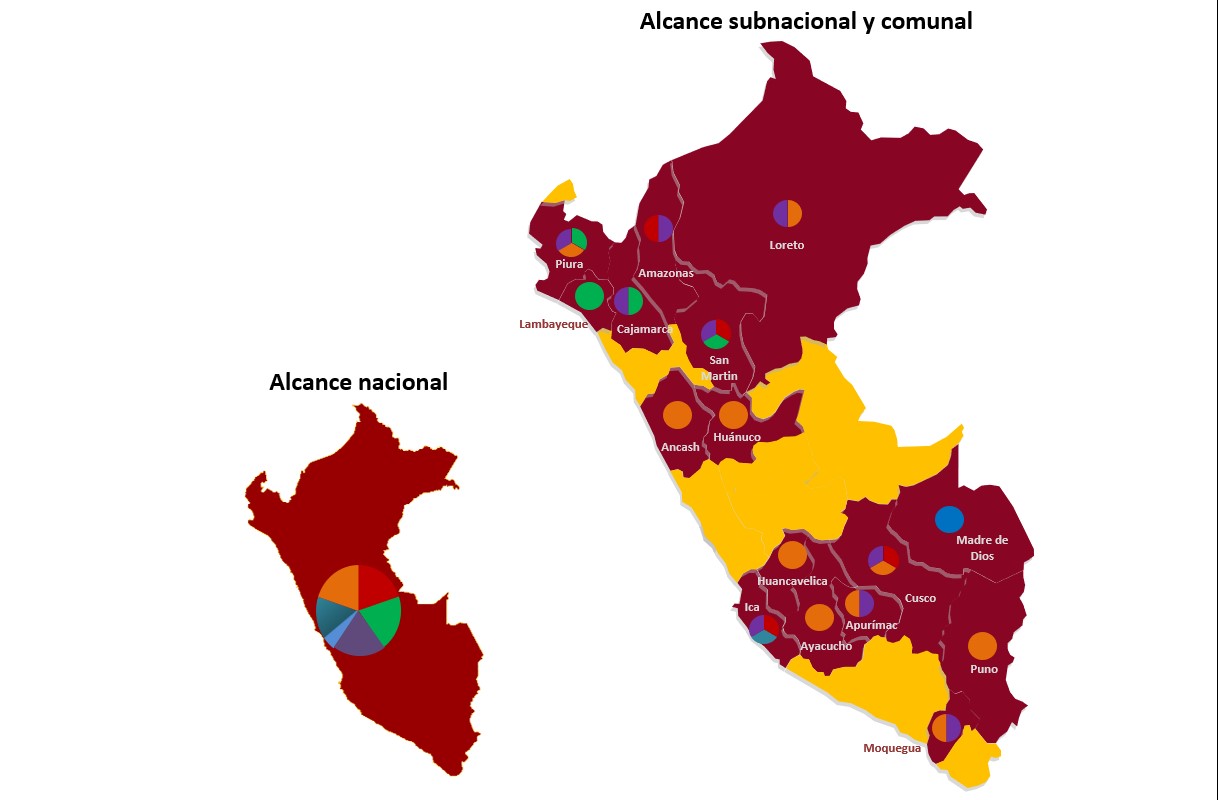 Alcance subnacional y comunal
Loreto
Piura
Amazonas
Lambayeque
Cajamarca
San
Martin
Alcance nacional
Ancash
Huánuco
Madre de
Dios
Huancavelica
Cusco
Ica
Apurímac
Ayacucho
Puno
Moquegua